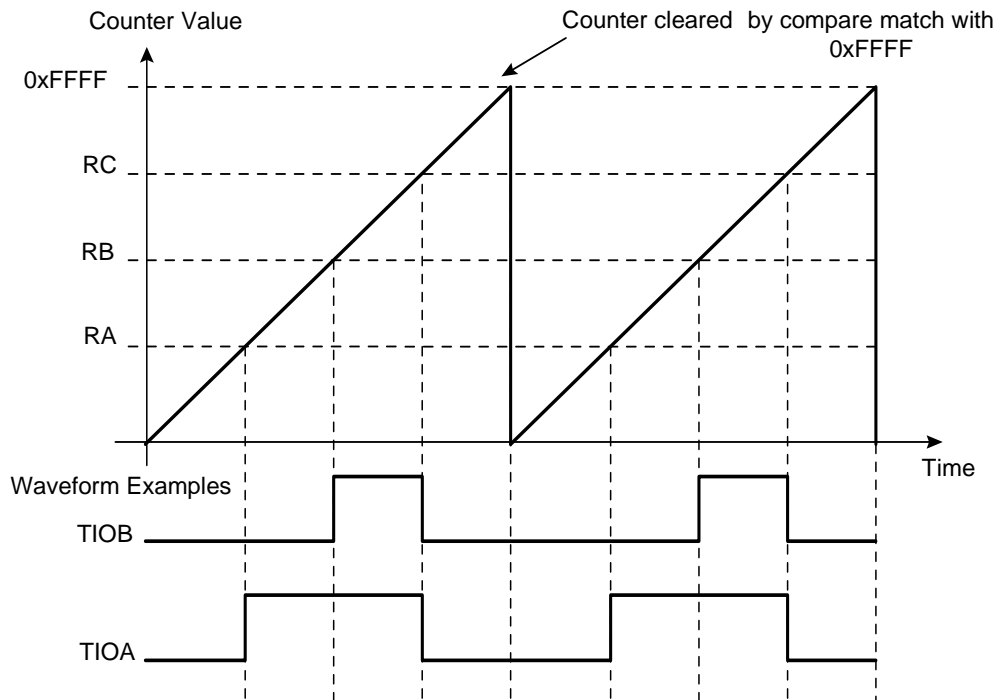 Counter Value
Counter cleared by compare match with
0xFFFF
0xFFFF
RC
RB
RA
Time
Waveform Examples
TIOB
TIOA